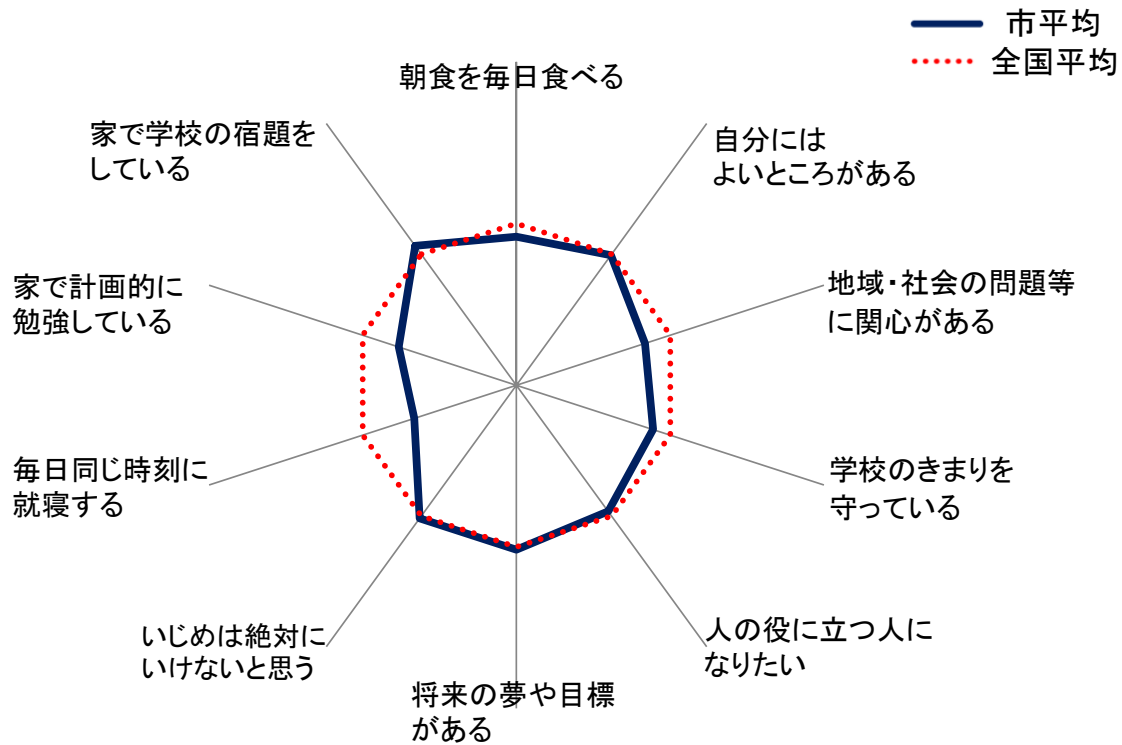 市平均
全国平均
朝食を毎日食べる
自分には
よいところがある
地域・社会の問題等
に関心がある
学校のきまりを
守っている
人の役に立つ人に
なりたい
将来の夢や目標
がある
いじめは絶対に
いけないと思う
毎日同じ時刻に
就寝する
家で計画的に
勉強している
家で学校の宿題を
している